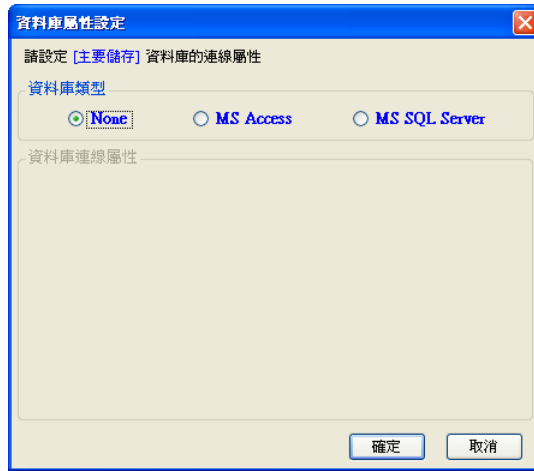 資料庫屬性設定
請設定 [主要儲存] 資料庫的連線屬性
資料庫類型
None MS Access MS SQL Server
資料庫連線屬性
確定 取消